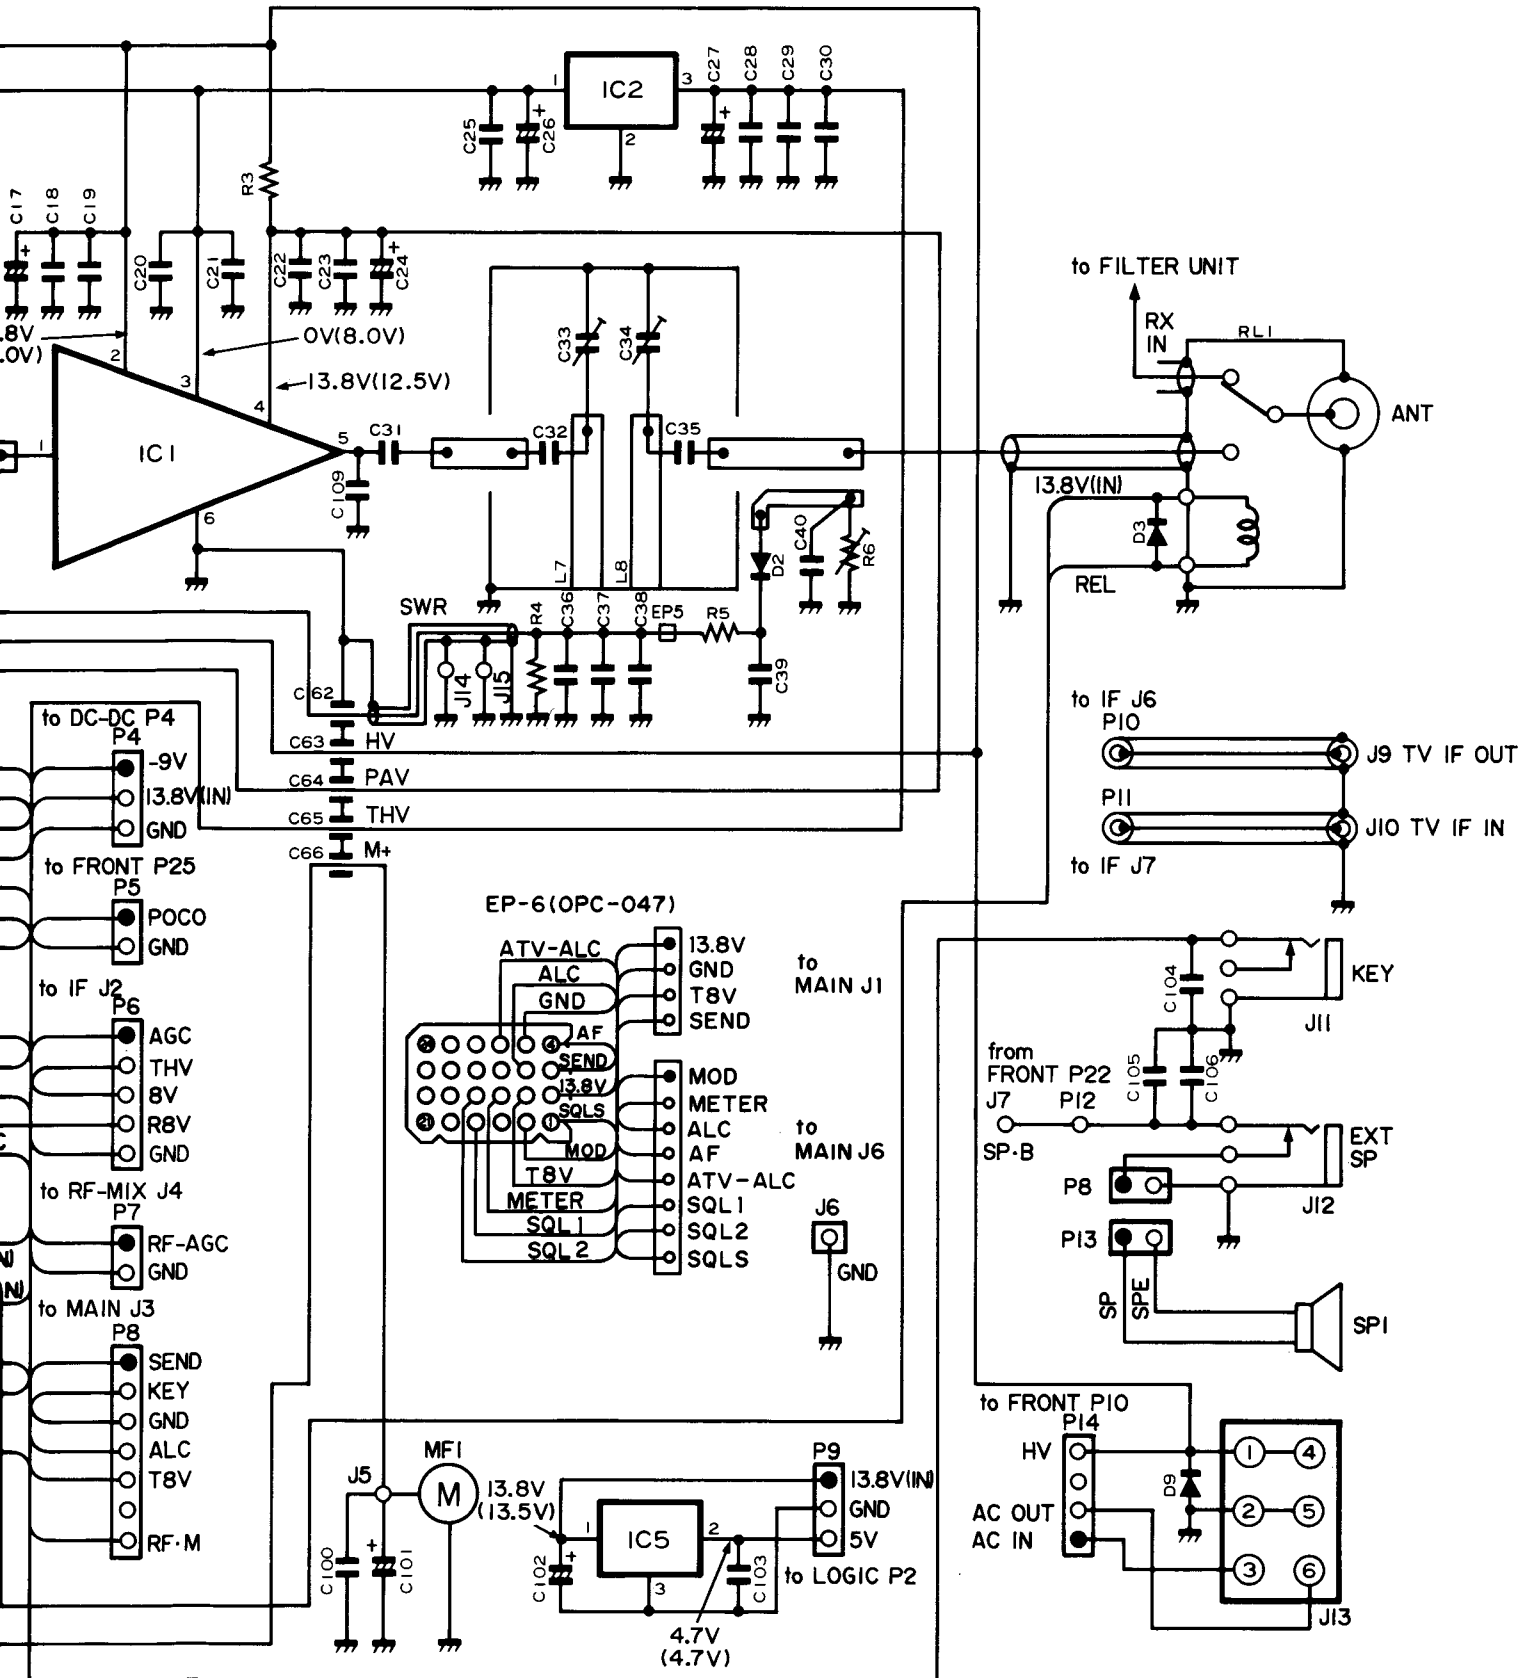 1
IC2
3
2
C25
+
C26
C27
+
C28
C29
C30
R3
C17
+
C18
C19
C20
C21
C22
C23
+
C24
.8V
.0V)
0V(8.0V)
13.8V(12.5V)
2
3
4
1
IC1
5
6
C31
C109
C32
C33
C34
C35
L7
L8
C40
R6
D2
SWR
R4
C36
C37
C38
EP5
R5
C39
J14
J15
C62
C63
HV
C64
PAV
C65
THV
C66
M+
to FILTER UNIT
RX
IN
RL1
ANT
13.8V(IN)
D3
REL
to IF J6
P10
J9 TV IF OUT
P11
J10 TV IF IN
to IF J7
to DC-DC P4
P4
-9V
13.8V(IN)
GND
to FRONT P25
P5
POCO
GND
to IF J2
P6
AGC
THV
8V
R8V
GND
C
to RF-MIX J4
P7
RF-AGC
GND
N)
N)
to MAIN J3
P8
SEND
KEY
GND
ALC
T8V
RF·M
EP-6(OPC-047)
ATV-ALC
ALC
GND
AF
SEND
13.8V
SQLS
MOD
T8V
METER
SQL1
SQL2
24
4
21
1
13.8V
GND
T8V
SEND
to
MAIN J1
MOD
METER
ALC
AF
ATV-ALC
SQL1
SQL2
SQLS
to
MAIN J6
J6
GND
C104
KEY
J11
from
FRONT P22
J7
P12
C105
C106
SP·B
EXT
SP
P8
J12
P13
SP
SPE
SP1
to FRONT P10
P14
HV
AC OUT
AC IN
D9
1
4
2
5
3
6
J13
J5
MF1
M
C100
+
C101
13.8V
(13.5V)
1
IC5
2
3
+
C102
C103
P9
13.8V(IN)
GND
5V
to LOGIC P2
4.7V
(4.7V)